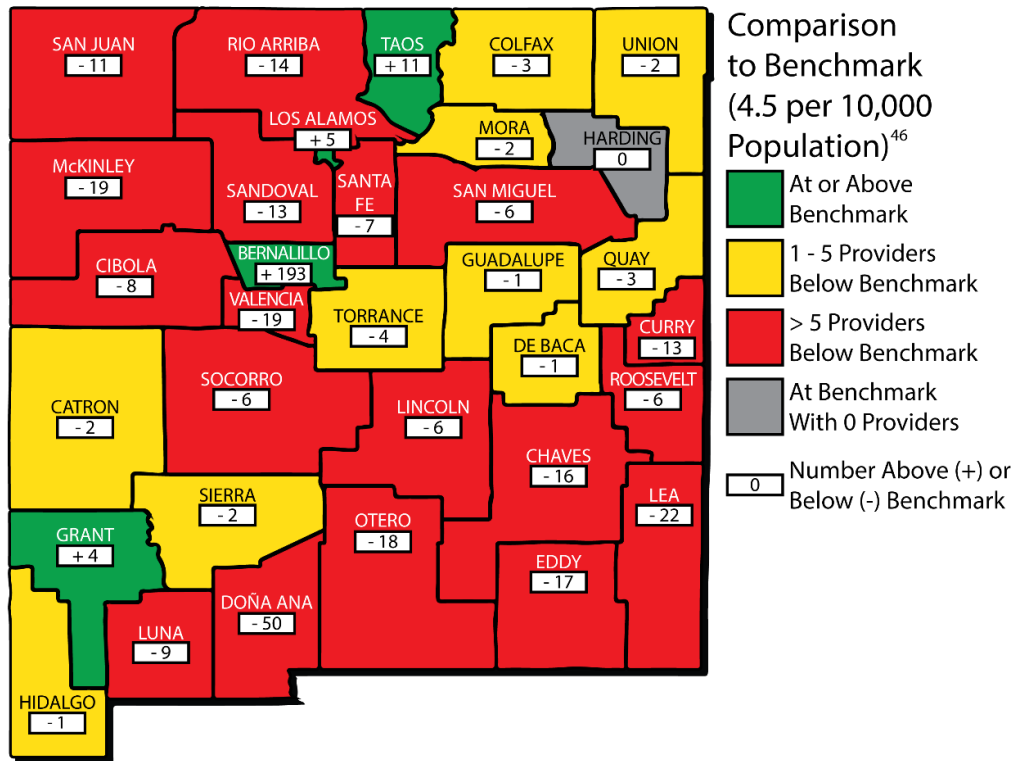 SAN JUAN
- 11
RIO ARRIBA
- 14
TAOS
+ 11
COLFAX
- 3
UNION
- 2
LOS ALAMOS
+ 5
MORA
- 2
HARDING
0
McKINLEY
- 19
SANDOVAL
- 13
SANTA
FE
- 7
SAN MIGUEL
- 6
CIBOLA
- 8
BERNALILLO
+ 193
GUADALUPE
- 1
QUAY
- 3
VALENCIA
- 19
TORRANCE
- 4
CURRY
- 13
DE BACA
- 1
SOCORRO
- 6
ROOSEVELT
- 6
CATRON
- 2
LINCOLN
- 6
CHAVES
- 16
SIERRA
- 2
LEA
- 22
OTERO
- 18
GRANT
+ 4
EDDY
- 17
DOÑA ANA
- 50
LUNA
- 9
HIDALGO
- 1
Comparison
to Benchmark
(4.5 per 10,000
Population)46
At or Above
Benchmark
1 - 5 Providers
Below Benchmark
> 5 Providers
Below Benchmark
At Benchmark
With 0 Providers
0
Number Above (+) or
Below (-) Benchmark